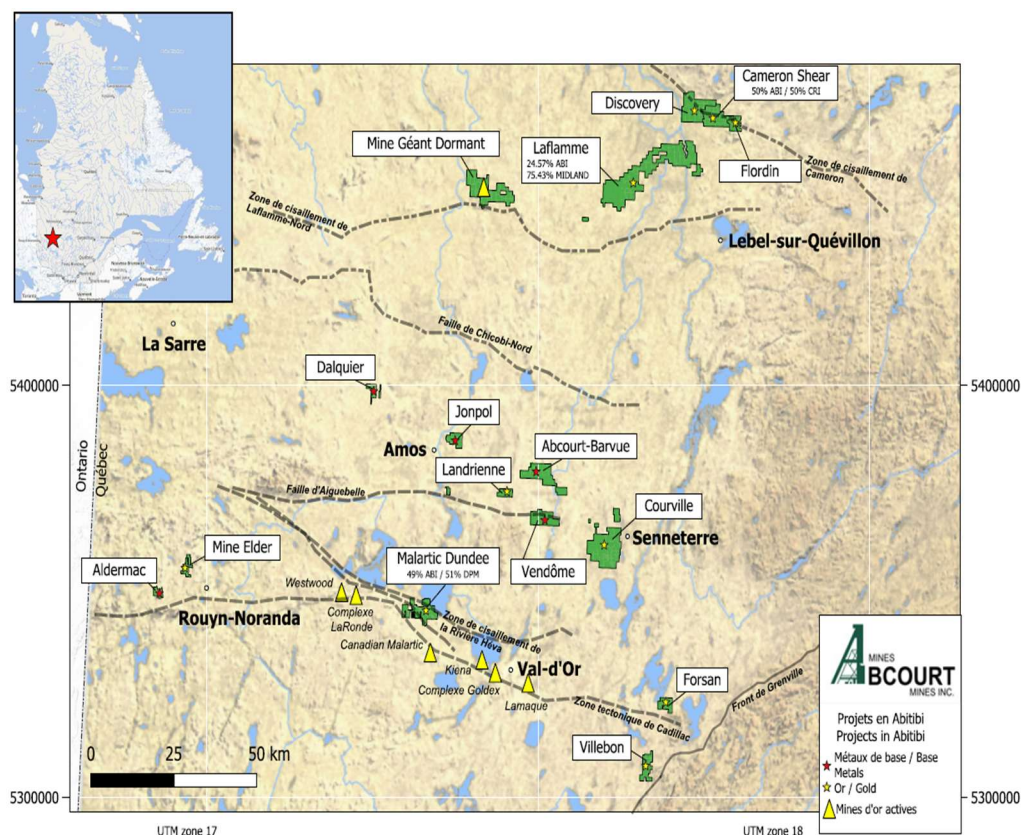 Cameron Shear
50% ABI / 50% CRI
Discovery
Mine Géant Dormant
Laflamme
24.57% ABI
75.43% MIDLAND
Flordin
Zone de cisaillement de
Cameron
Zone de cisaillement de
Laflamme-Nord
Lebel-sur-Quévillon
La Sarre
Faille de Chicobi-Nord
Dalquier
5400000
5400000
Jonpol
Ontario
Québec
Amos
Abcourt-Barvue
Landrienne
Faille d'Aiguebelle
Courville
Senneterre
Mine Elder
Malartic Dundee
49% ABI / 51% DPM
Vendôme
Aldermac
Westwood
Complexe
LaRonde
Rouyn-Noranda
Zone de cisaillement de
la Rivière Héva
Canadian Malartic
Kiena
Val-d'Or
Complexe Goldex
Lamaque
Forsan
Front de Grenville
Zone tectonique de Cadillac
Villebon
0
25
50 km
ABCOURT
MINES
MINES INC.
Projets en Abitibi
Projects in Abitibi
Métaux de base / Base
Metals
Or / Gold
Mines d'or actives
5300000
5300000
UTM zone 17
UTM zone 18